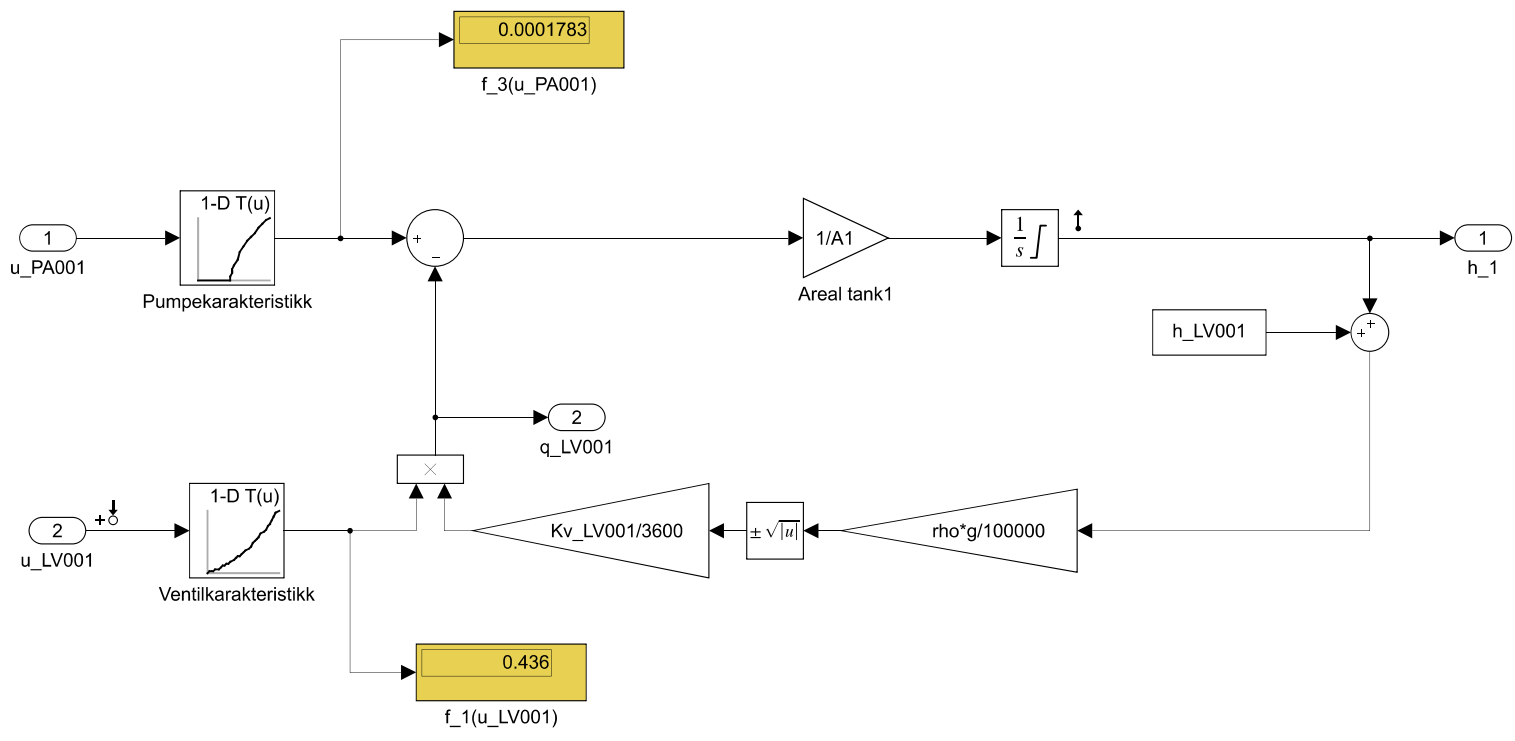 0.0001783
f_3(u_PA001)
1-D T(u)
1
u_PA001
Pumpekarakteristikk
+
−
1/A1
Areal tank1
1
s
1
h_1
h_LV001
+
+
2
q_LV001
×
1-D T(u)
2
+
u_LV001
Ventilkarakteristikk
Kv_LV001/3600
± √|u|
rho*g/100000
0.436
f_1(u_LV001)